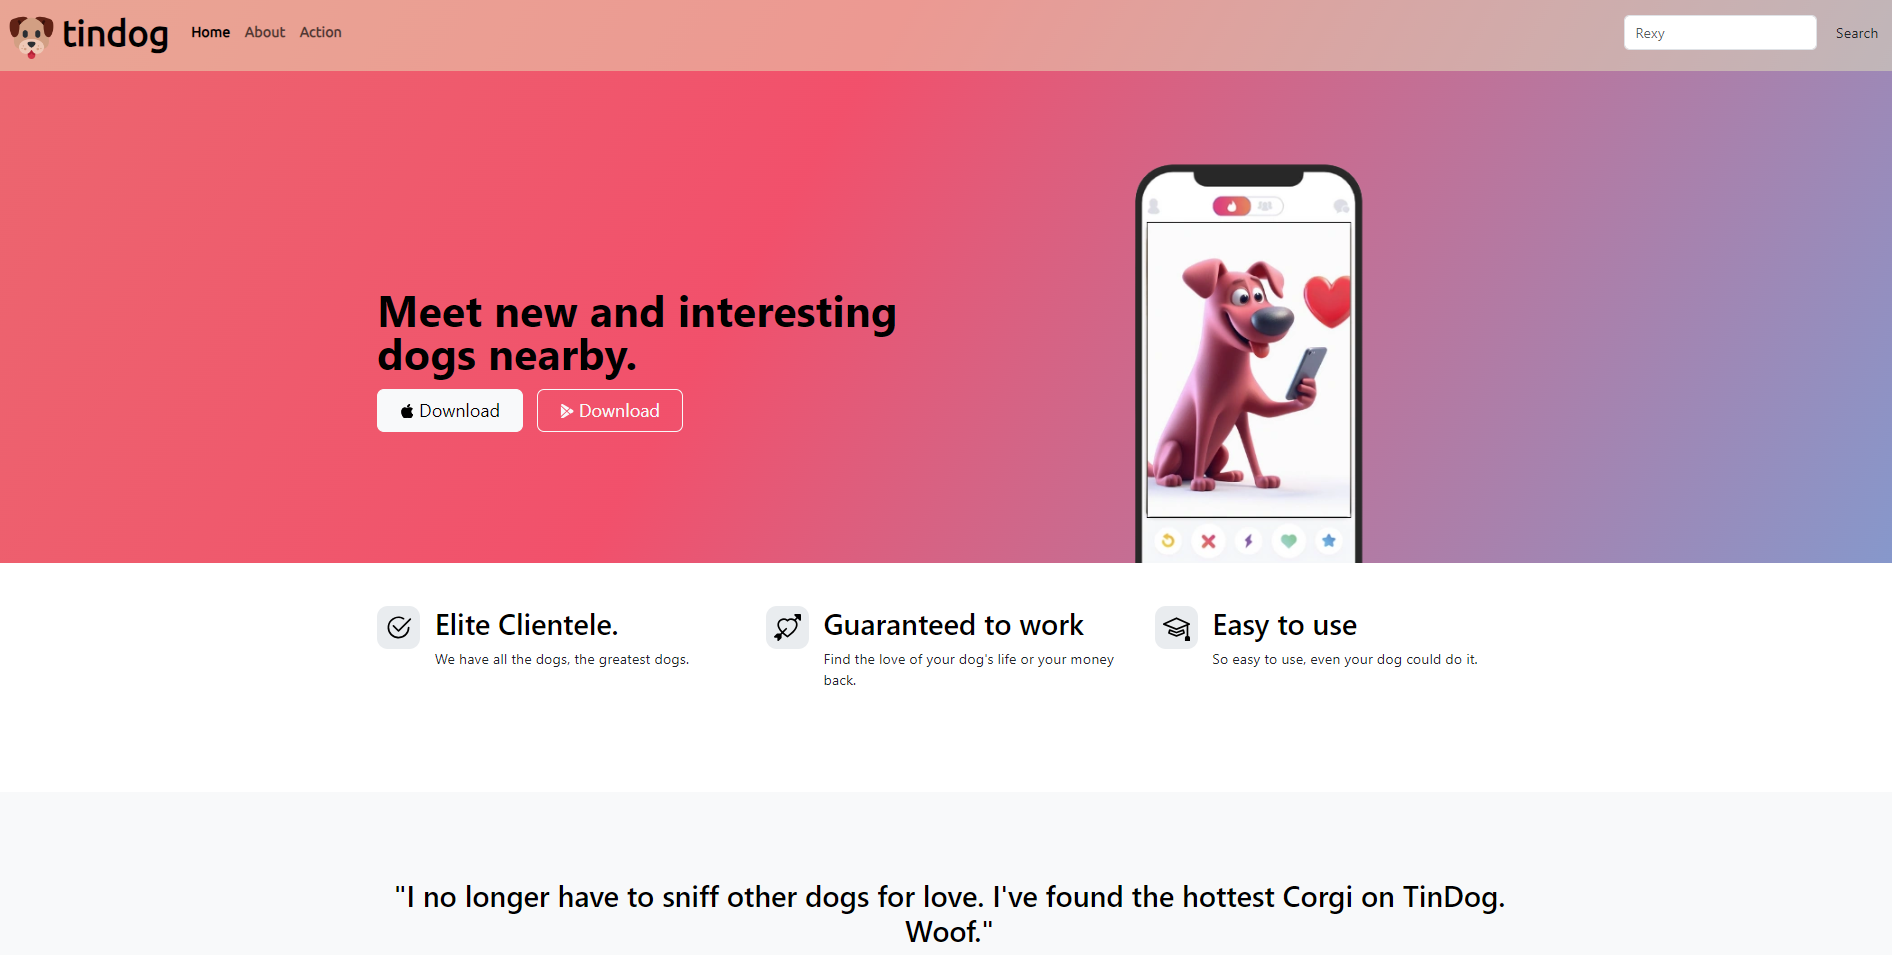 tindog Home About Action Rexy Search
Meet new and interesting
dogs nearby.
Download Download
Elite Clientele.
We have all the dogs, the greatest dogs.
Guaranteed to work
Find the love of your dog's life or your money
back.
Easy to use
So easy to use, even your dog could do it.
"I no longer have to sniff other dogs for love. I've found the hottest Corgi on TinDog.
Woof."